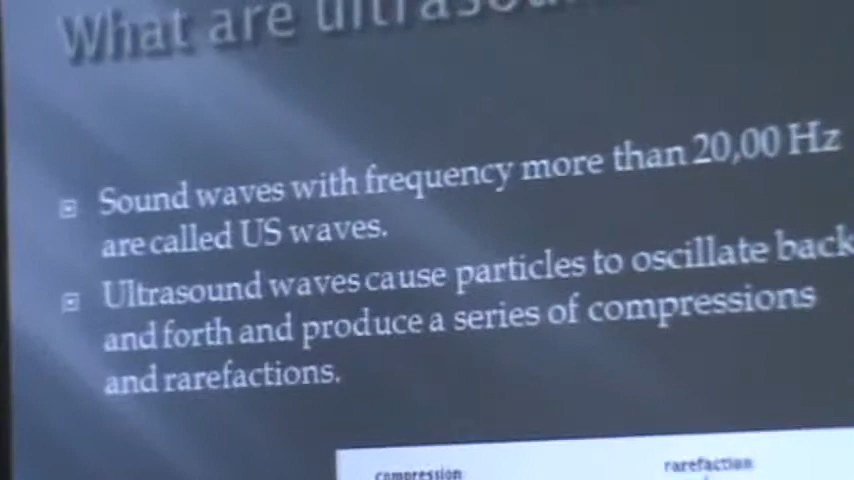 What are ultrasou
Sound waves with frequency more than 20,00 Hz
are called US waves.
Ultrasound waves cause particles to oscillate back
and forth and produce a series of compressions
and rarefactions.
compression rarefaction